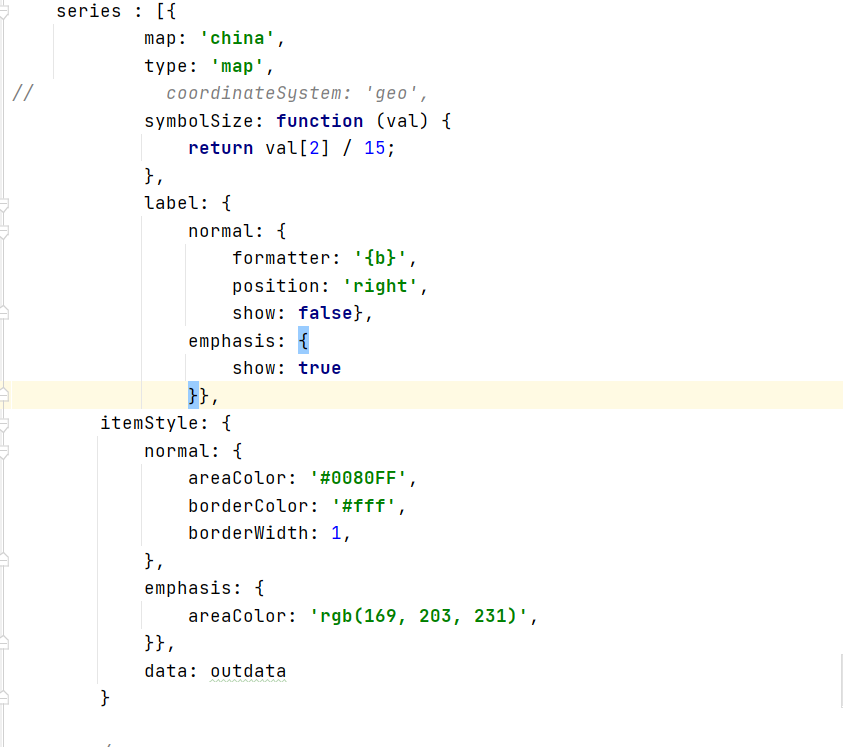 series : [{
map: 'china',
type: 'map',
// coordinateSystem: 'geo',
symbolSize: function (val) {
return val[2] / 15;
},
label: {
normal: {
formatter: '{b}',
position: 'right',
show: false},
emphasis: {
show: true
}},
itemStyle: {
normal: {
areaColor: '#0080FF',
borderColor: '#fff',
borderWidth: 1,
},
emphasis: {
areaColor: 'rgb(169, 203, 231)',
}},
data: outdata
}